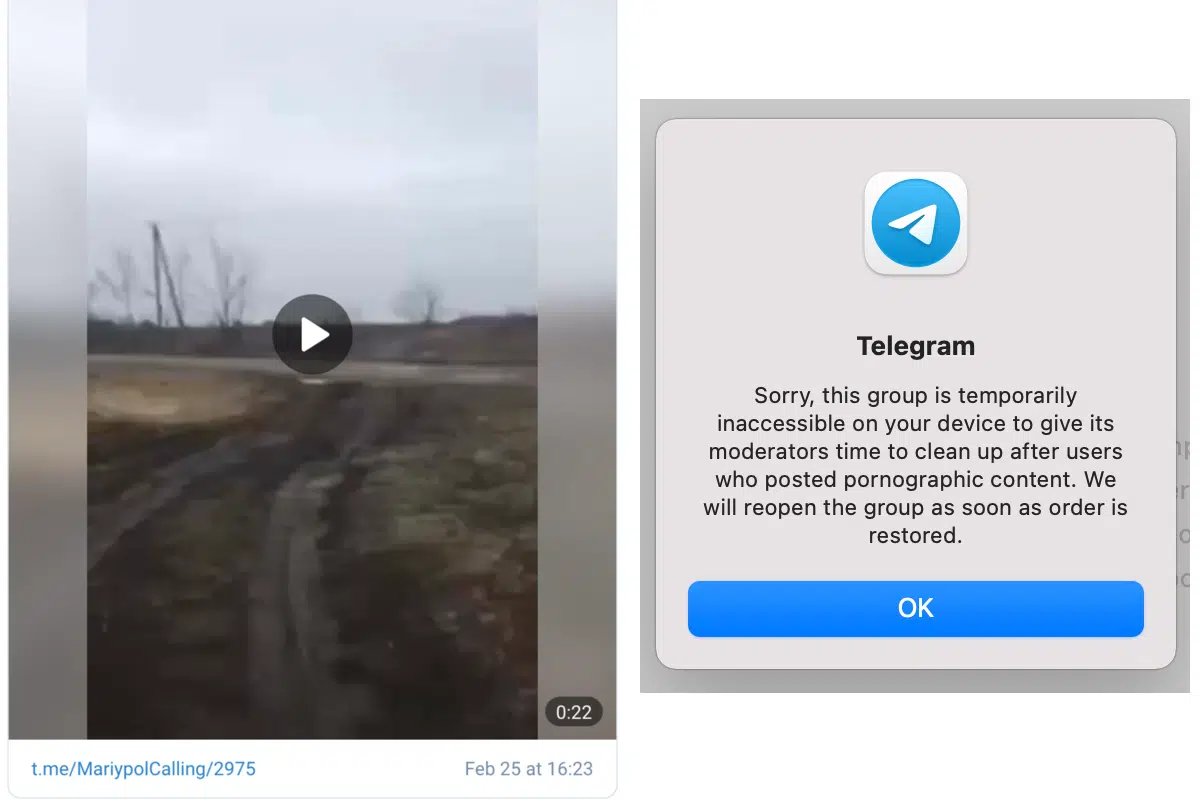 0:22
t.me/MariypolCalling/2975
Feb 25 at 16:23
Telegram
Sorry, this group is temporarily
inaccessible on your device to give its
moderators time to clean up after users
who posted pornographic content. We
will reopen the group as soon as order is
restored.
OK